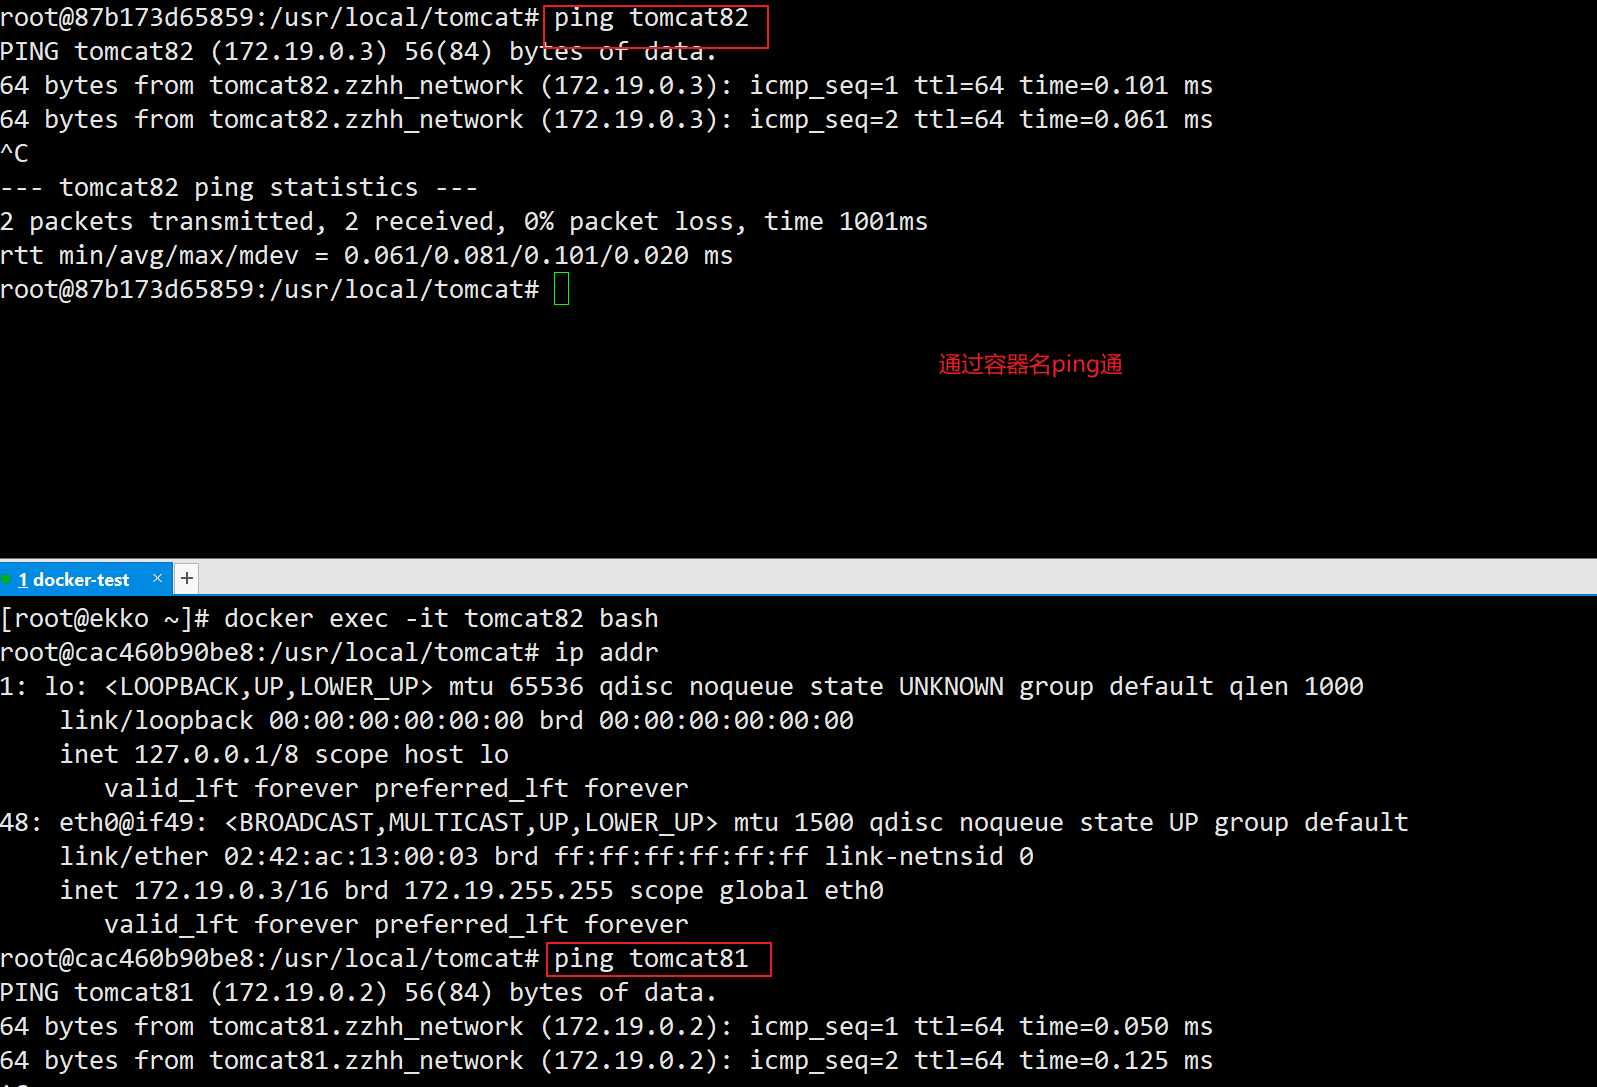 root@87b173d65859:/usr/local/tomcat# ping tomcat82
PING tomcat82 (172.19.0.3) 56(84) bytes of data.
64 bytes from tomcat82.zzhh_network (172.19.0.3): icmp_seq=1 ttl=64 time=0.101 ms
64 bytes from tomcat82.zzhh_network (172.19.0.3): icmp_seq=2 ttl=64 time=0.061 ms
^C
--- tomcat82 ping statistics ---
2 packets transmitted, 2 received, 0% packet loss, time 1001ms
rtt min/avg/max/mdev = 0.061/0.081/0.101/0.020 ms
root@87b173d65859:/usr/local/tomcat#
通过容器名ping通
1 docker-test × +
[root@ekko ~]# docker exec -it tomcat82 bash
root@cac460b90be8:/usr/local/tomcat# ip addr
1: lo: <LOOPBACK,UP,LOWER_UP> mtu 65536 qdisc noqueue state UNKNOWN group default qlen 1000
    link/loopback 00:00:00:00:00:00 brd 00:00:00:00:00:00
    inet 127.0.0.1/8 scope host lo
       valid_lft forever preferred_lft forever
48: eth0@if49: <BROADCAST,MULTICAST,UP,LOWER_UP> mtu 1500 qdisc noqueue state UP group default
    link/ether 02:42:ac:13:00:03 brd ff:ff:ff:ff:ff:ff link-netnsid 0
    inet 172.19.0.3/16 brd 172.19.255.255 scope global eth0
       valid_lft forever preferred_lft forever
root@cac460b90be8:/usr/local/tomcat# ping tomcat81
PING tomcat81 (172.19.0.2) 56(84) bytes of data.
64 bytes from tomcat81.zzhh_network (172.19.0.2): icmp_seq=1 ttl=64 time=0.050 ms
64 bytes from tomcat81.zzhh_network (172.19.0.2): icmp_seq=2 ttl=64 time=0.125 ms